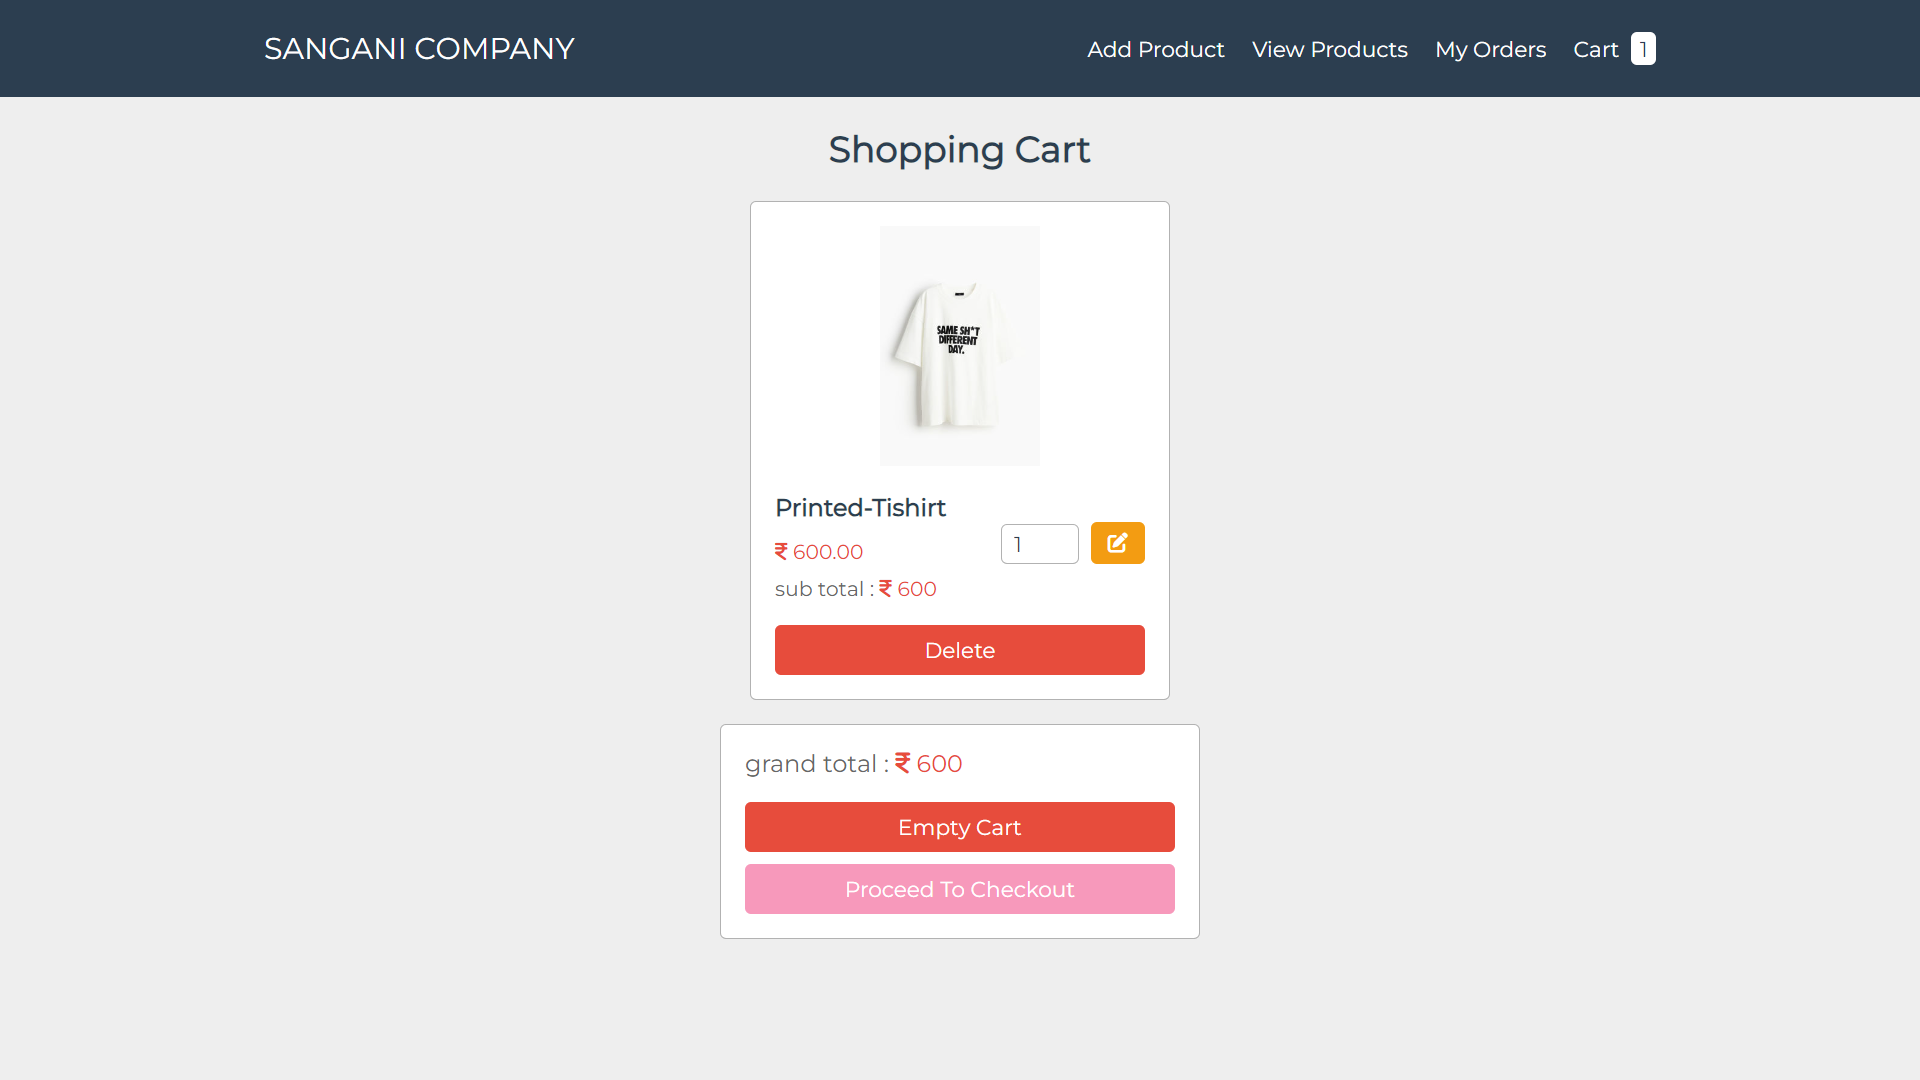 SANGANI COMPANY
Add Product View Products My Orders Cart 1
Shopping Cart
SAME SH*T
DIFFERENT
DAY.
Printed-Tishirt
₹ 600.00
1
sub total : ₹ 600
Delete
grand total : ₹ 600
Empty Cart
Proceed To Checkout